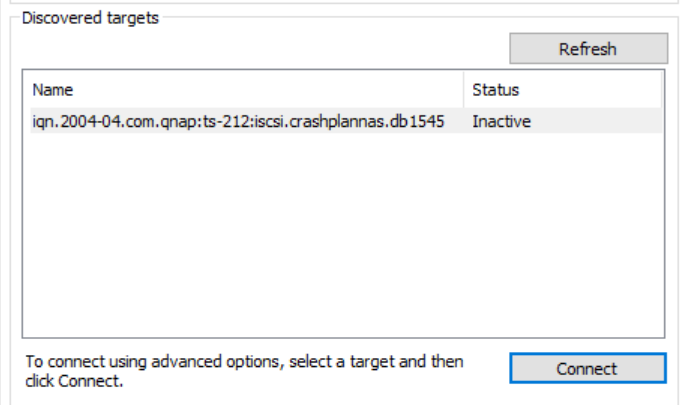 Discovered targets
Refresh
Name Status
iqn.2004-04.com.qnap:ts-212:iscsi.crashplannas.db1545 Inactive
To connect using advanced options, select a target and then
click Connect.
Connect